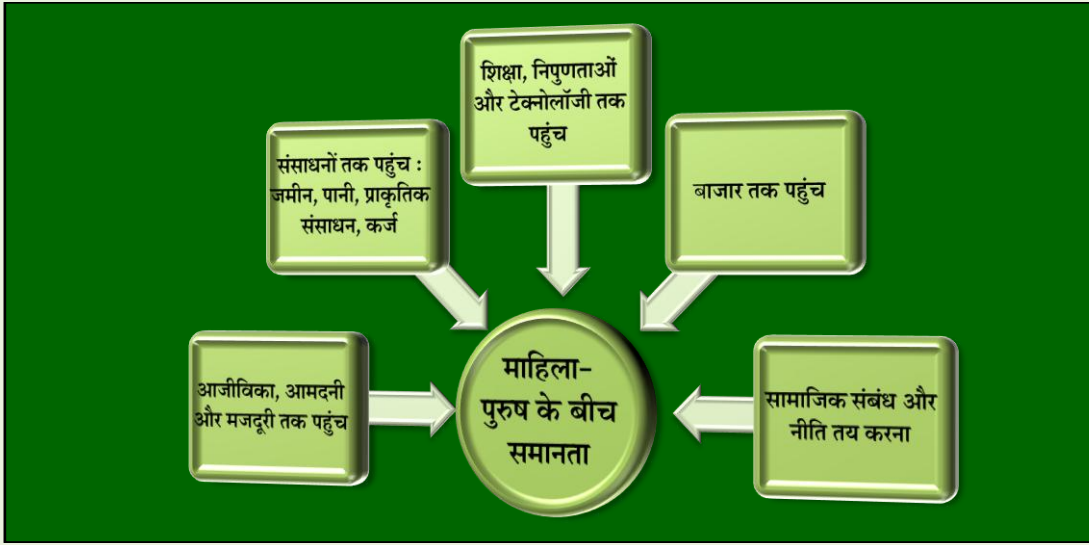 शिक्षा, निपुणताओं
और टेक्नोलॉजी तक
पहुंच
संसाधनों तक पहुंच :
जमीन, पानी, प्राकृतिक
संसाधन, कर्ज
बाजार तक पहुंच
आजीविका, आमदनी
और मजदूरी तक पहुंच
माहिला-
पुरुष के बीच
समानता
सामाजिक संबंध और
नीति तय करना